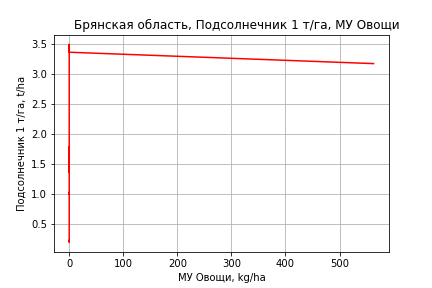 Брянская область, Подсолнечник 1 т/га, МУ Овощи
Подсолнечник 1 т/га, t/ha
3.5
3.0
2.5
2.0
1.5
1.0
0.5
0 100 200 300 400 500
МУ Овощи, kg/ha